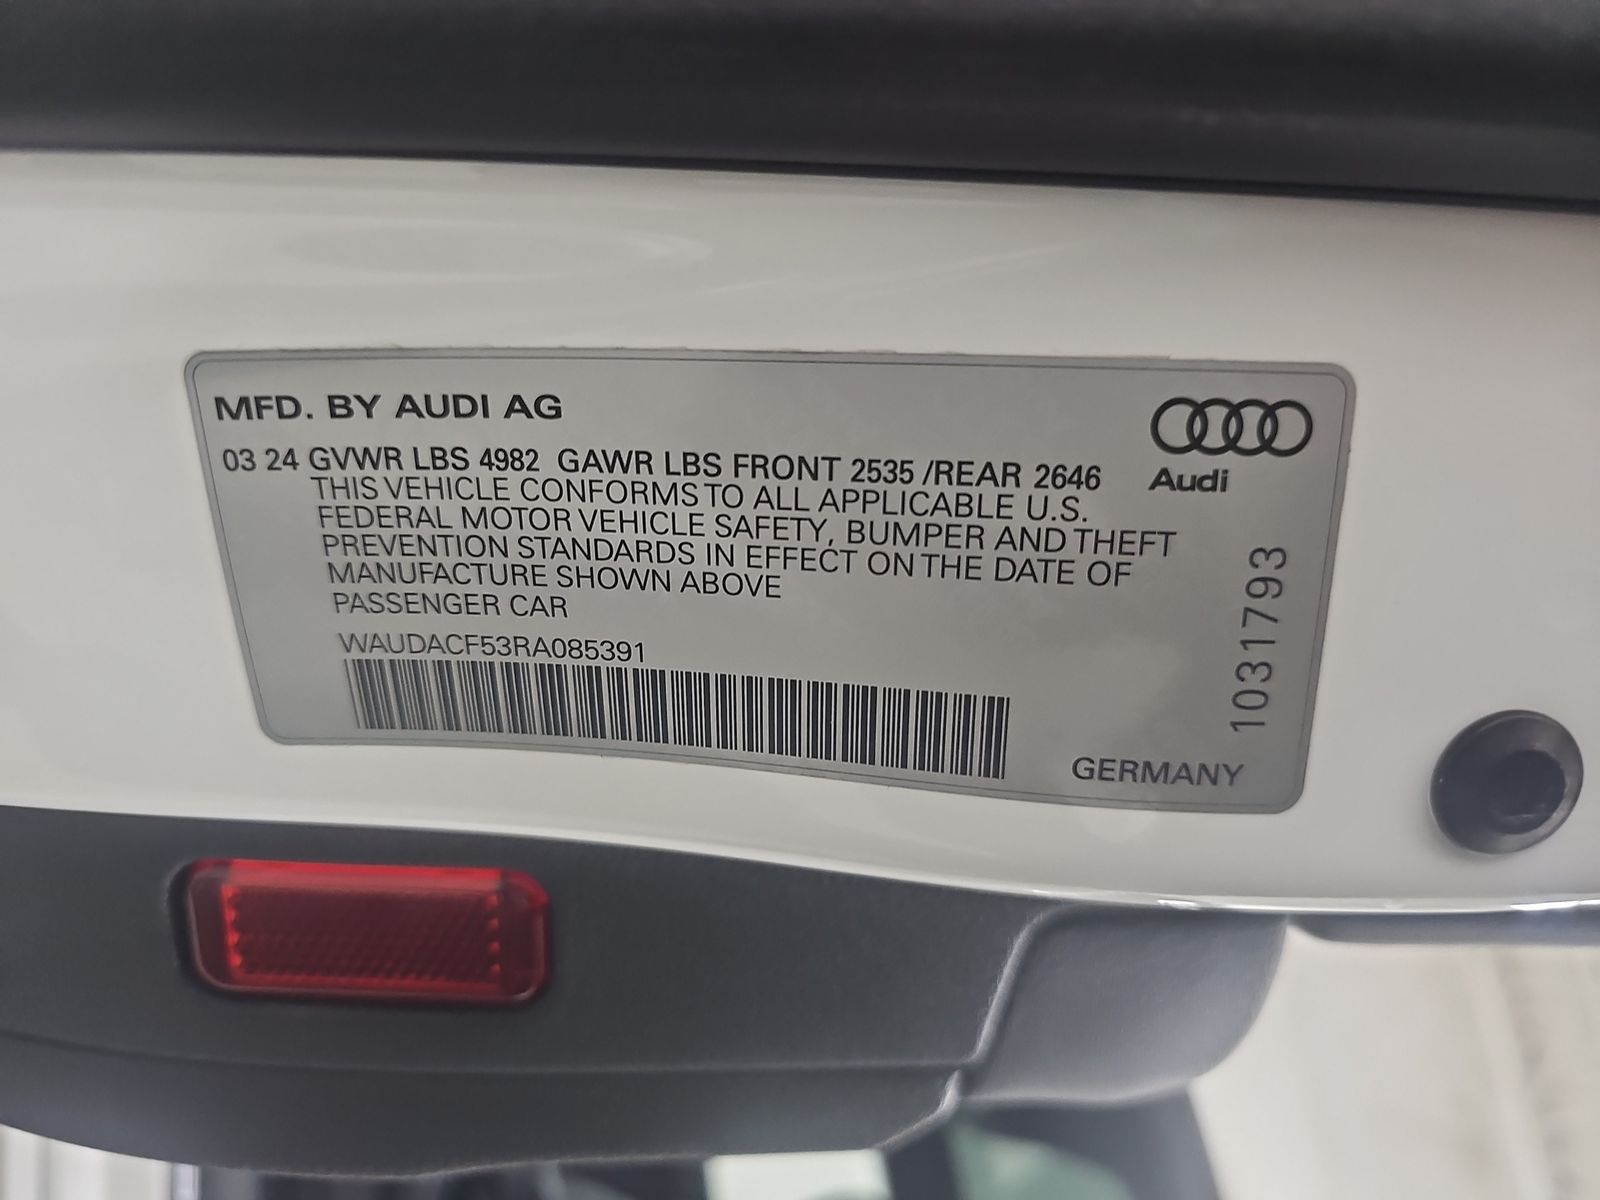 MFD. BY AUDI AG
Audi
03 24 GVWR LBS 4982 GAWR LBS FRONT 2535 /REAR 2646
THIS VEHICLE CONFORMS TO ALL APPLICABLE U.S.
FEDERAL MOTOR VEHICLE SAFETY, BUMPER AND THEFT
PREVENTION STANDARDS IN EFFECT ON THE DATE OF
MANUFACTURE SHOWN ABOVE
PASSENGER CAR
WAUDACF53RA085391
1031793
GERMANY